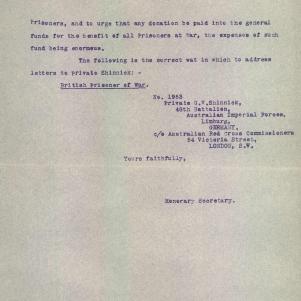 prisoners, and to urge that any donation be paid into the general
funds for the benefit of all Prisoners at War, the expenses of such
fund being enormous.
The following is the correct wat in which to address
letters to Private Shinnick: -
British Prisoner of War.
No. 1983
Private G.V.Shinnick,
48th Battalion,
Australian Imperial Forces,
Limburg,
GERMANY,
c/o Australian Red Cross Commissioners
54 Victoria Street,
LONDON, S.W.
Yours faithfully,
Honorary Secretary.